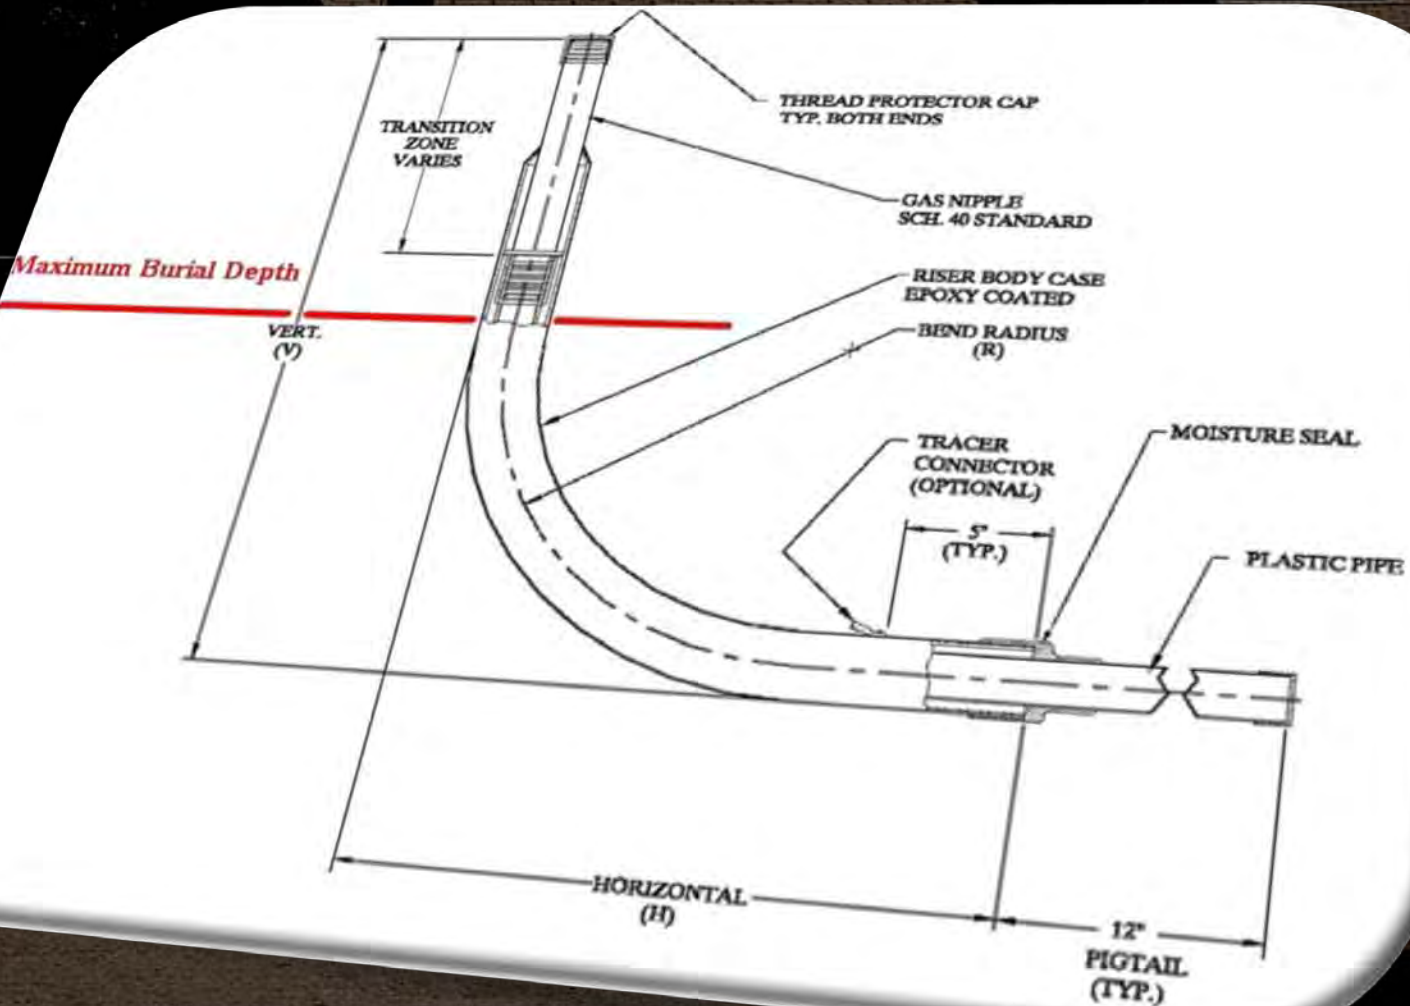 THREAD PROTECTOR CAP
TYP. BOTH ENDS
TRANSITION
ZONE
VARIES
GAS NIPPLE
SCH. 40 STANDARD
Maximum Burial Depth
RISER BODY CASE
EPOXY COATED
VERT.
(V)
BEND RADIUS
(R)
TRACER
CONNECTOR
(OPTIONAL)
MOISTURE SEAL
5"
(TYP.)
PLASTIC PIPE
HORIZONTAL
(H)
12"
PIGTAIL
(TYP.)